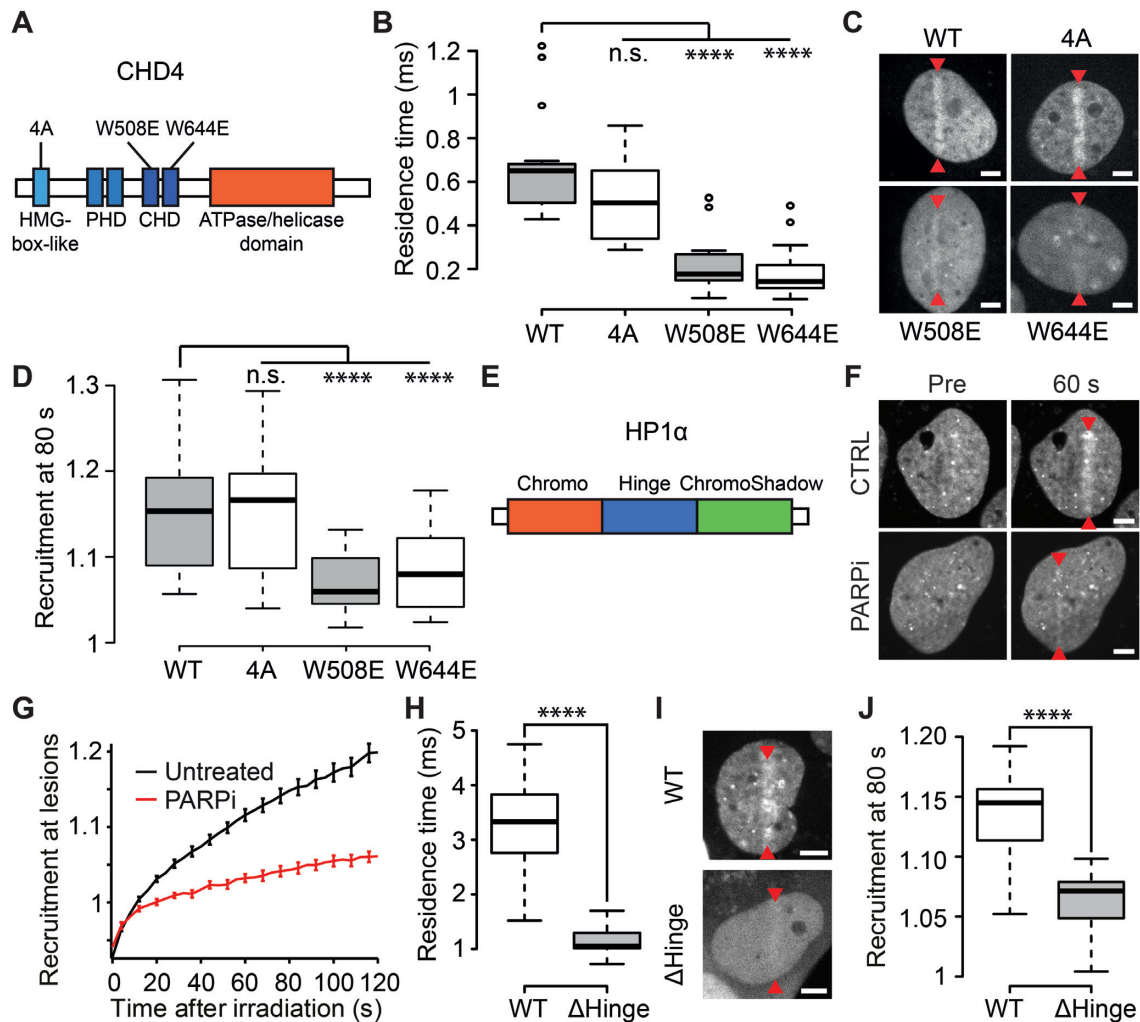 A
CHD4
4A
W508E
W644E
HMG-
box-like
PHD
CHD
ATPase/helicase
domain
B
Residence time (ms)
1.2
1
0.8
0.6
0.4
0.2
n.s.
****
****
WT
4A
W508E
W644E
C
WT
4A
W508E
W644E
D
Recruitment at 80 s
1.3
1.2
1.1
1
n.s.
****
****
WT
4A
W508E
W644E
E
HP1α
Chromo
Hinge
ChromoShadow
F
Pre
60 s
CTRL
PARPi
G
Recruitment at lesions
1.2
1.1
1
Untreated
PARPi
0 20 40 60 80 100 120
Time after irradiation (s)
H
Residence time (ms)
5
4
3
2
1
****
WT
ΔHinge
I
WT
ΔHinge
J
Recruitment at 80 s
1.20
1.15
1.10
1.05
1
****
WT
ΔHinge